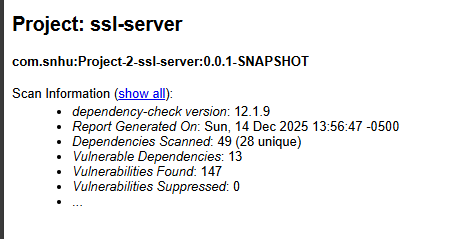 Project: ssl-server
com.snhu:Project-2-ssl-server:0.0.1-SNAPSHOT
Scan Information (show all):
• dependency-check version: 12.1.9
• Report Generated On: Sun, 14 Dec 2025 13:56:47 -0500
• Dependencies Scanned: 49 (28 unique)
• Vulnerable Dependencies: 13
• Vulnerabilities Found: 147
• Vulnerabilities Suppressed: 0
• ...